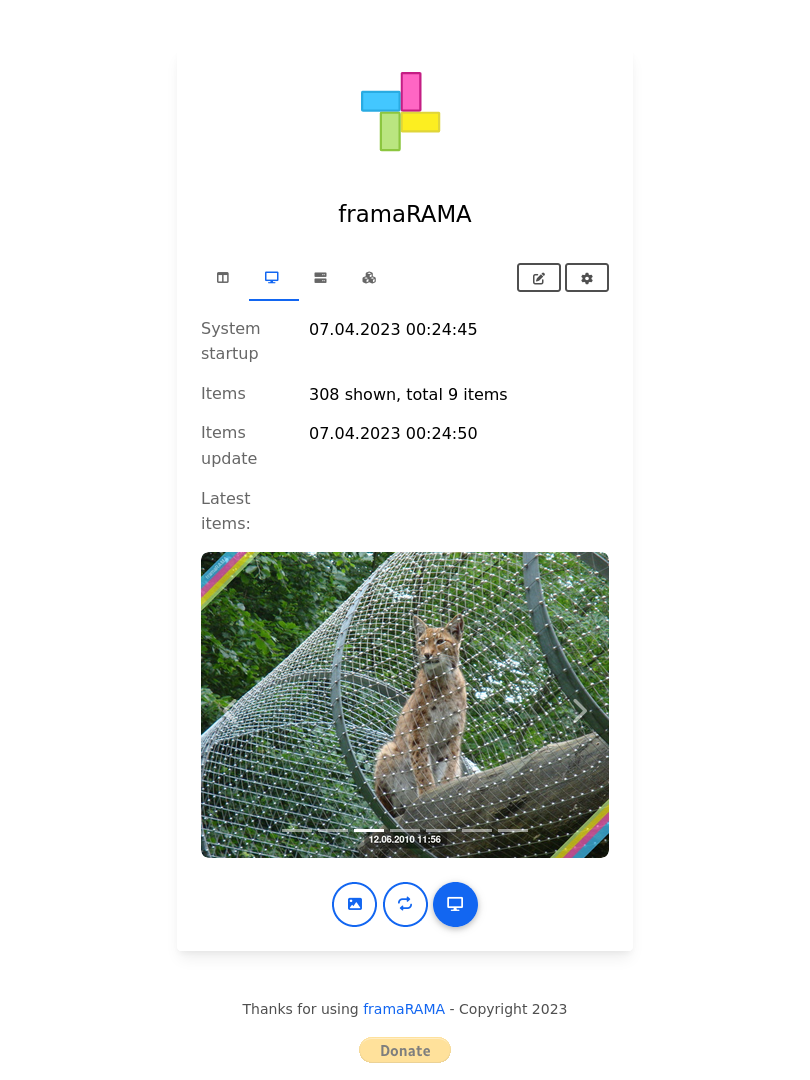 framaRAMA
System
startup
07.04.2023 00:24:45
Items
308 shown, total 9 items
Items
update
07.04.2023 00:24:50
Latest
items:
12.06.2010 11:56
Thanks for using framaRAMA - Copyright 2023
Donate